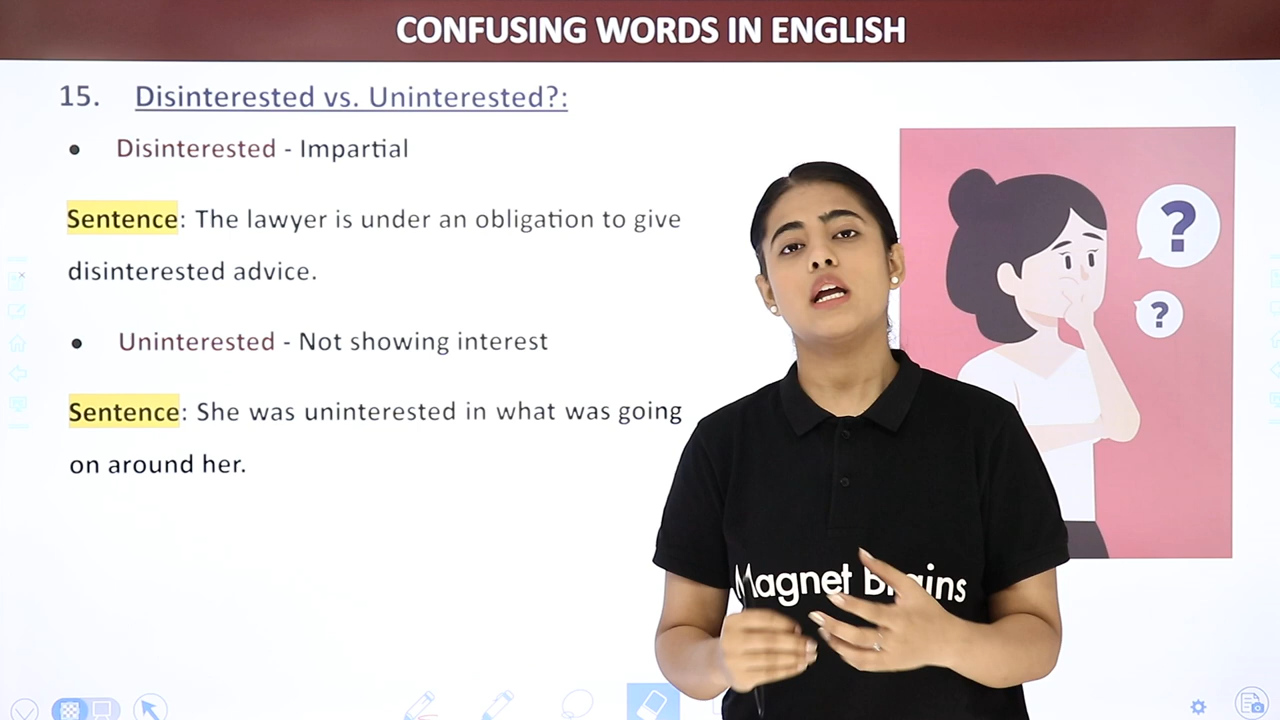 CONFUSING WORDS IN ENGLISH
15. Disinterested vs. Uninterested?:
• Disinterested - Impartial
Sentence: The lawyer is under an obligation to give
disinterested advice.
• Uninterested - Not showing interest
Sentence: She was uninterested in what was going
on around her.
?
?
Magnet Brains